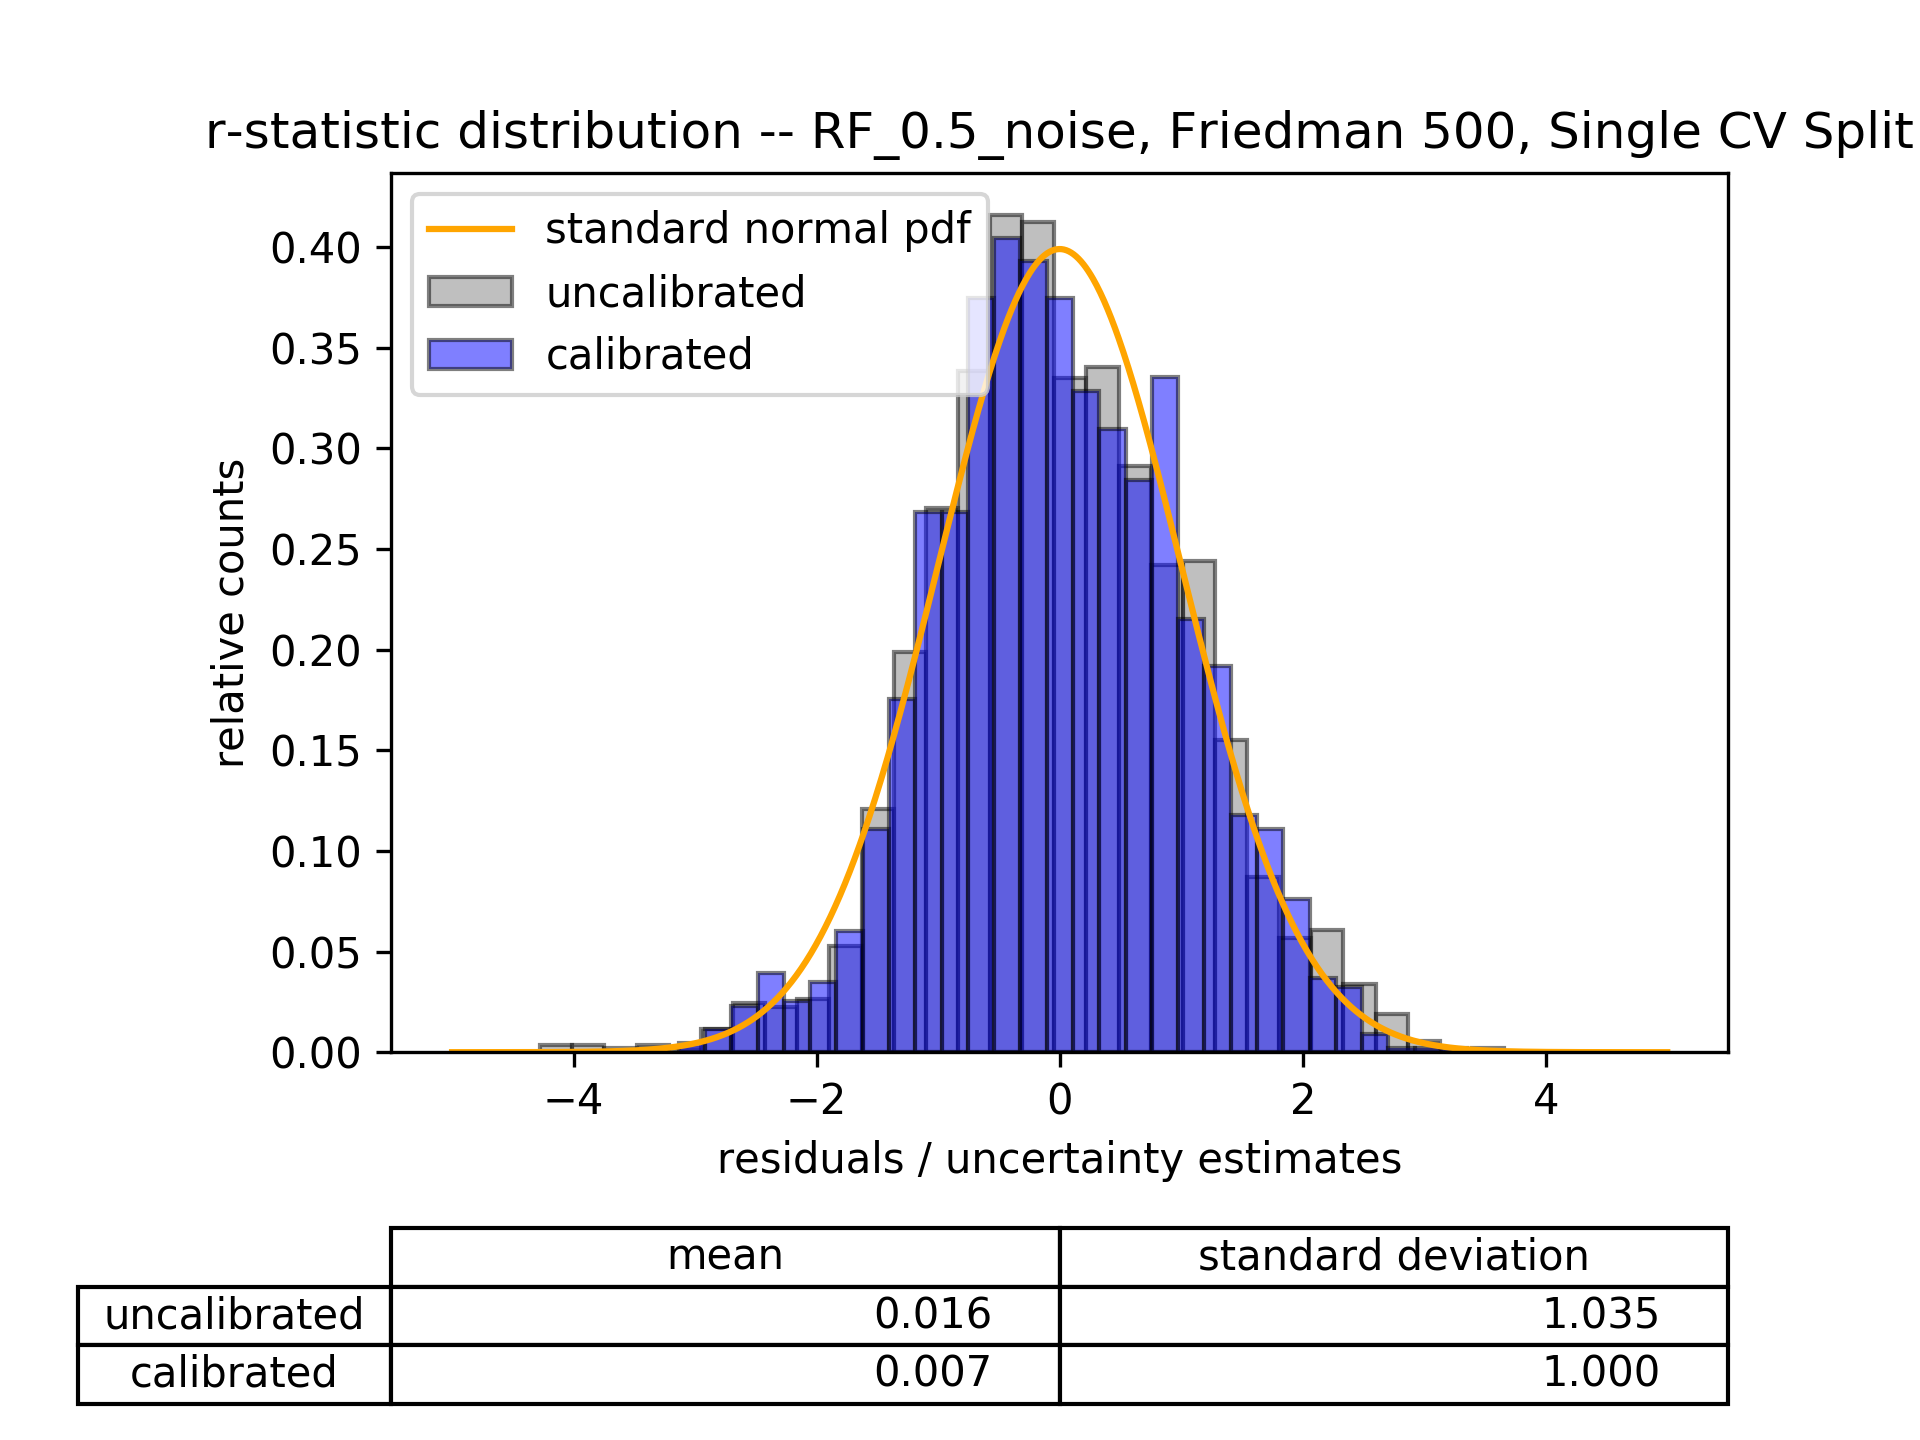 r-statistic distribution -- RF_0.5_noise, Friedman 500, Single CV Split
standard normal pdf
uncalibrated
calibrated
relative counts
0.40
0.35
0.30
0.25
0.20
0.15
0.10
0.05
0.00
−4 −2 0 2 4
residuals / uncertainty estimates
mean standard deviation
uncalibrated 0.016 1.035
calibrated 0.007 1.000